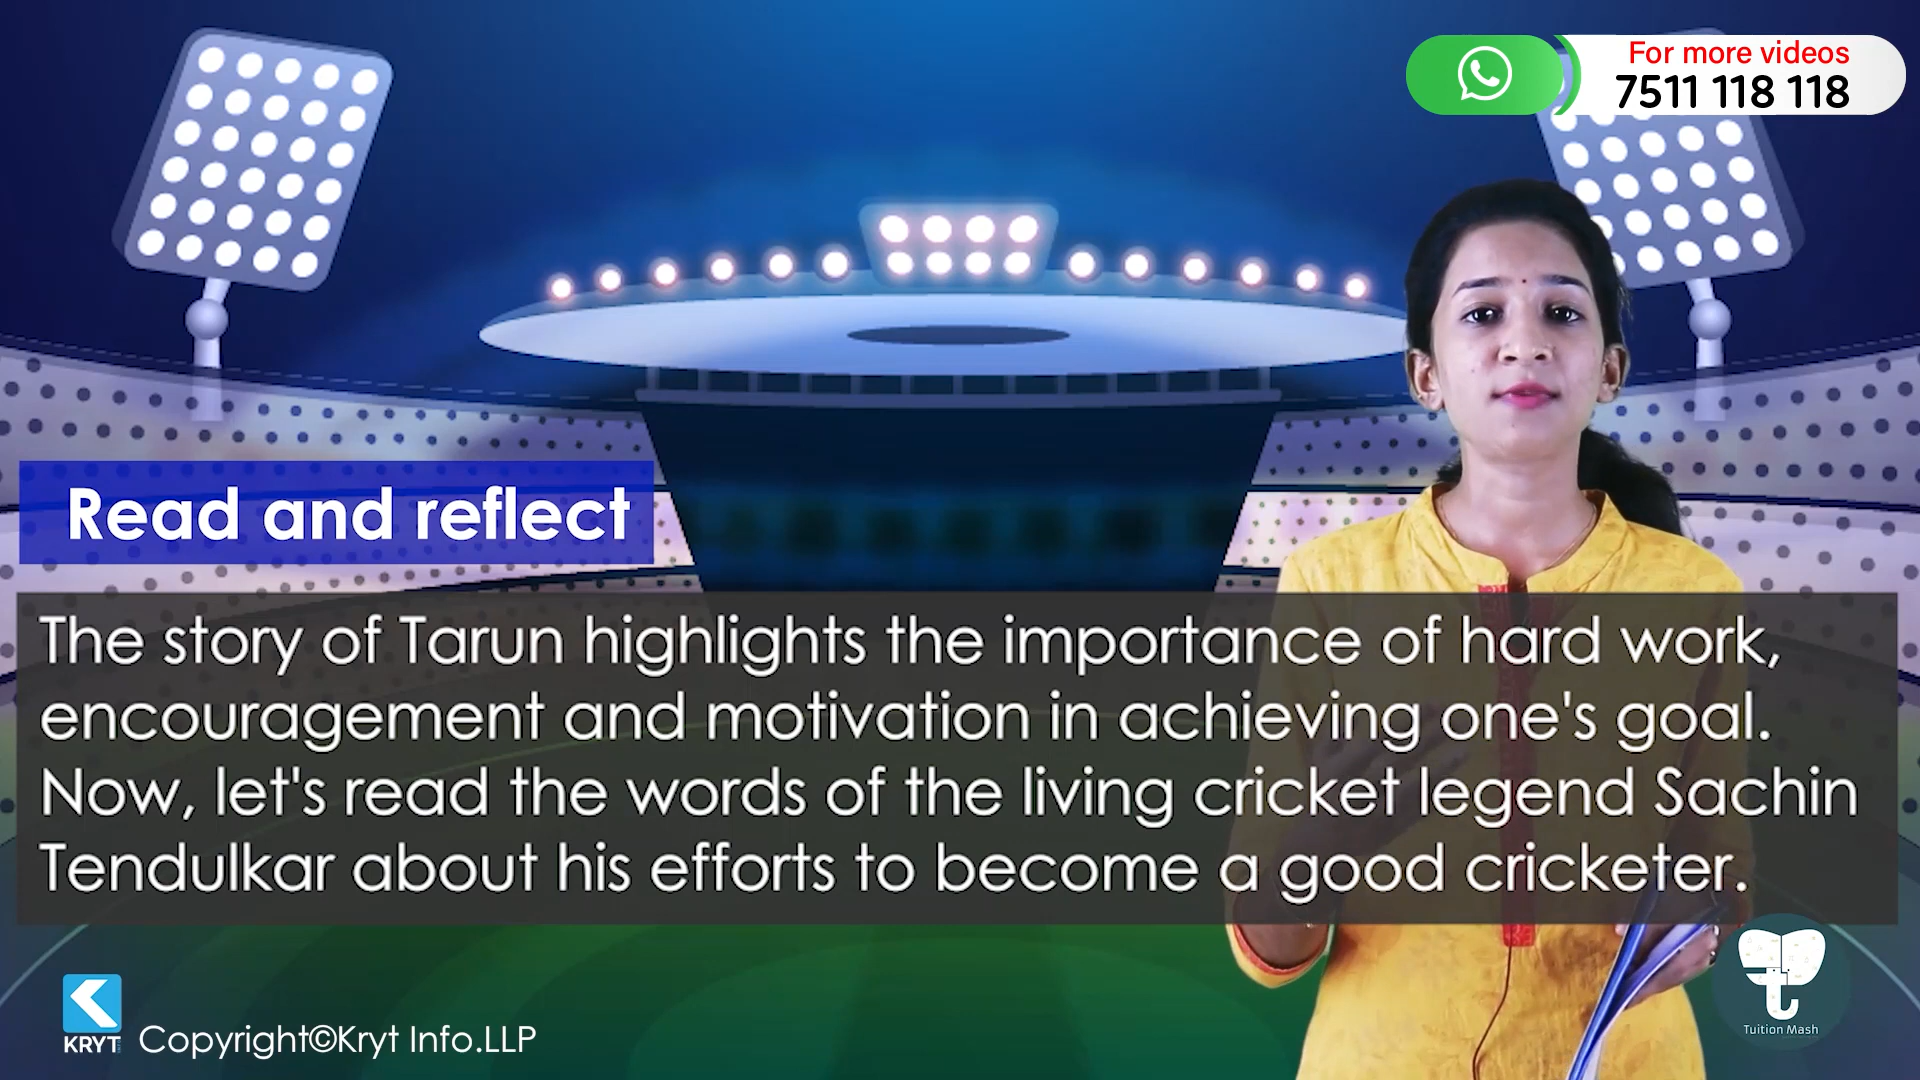 For more videos
7511 118 118
Read and reflect
The story of Tarun highlights the importance of hard work,
encouragement and motivation in achieving one's goal.
Now, let's read the words of the living cricket legend Sachin
Tendulkar about his efforts to become a good cricketer.
KRYT
Copyright©Kryt Info.LLP
Tuition Mash